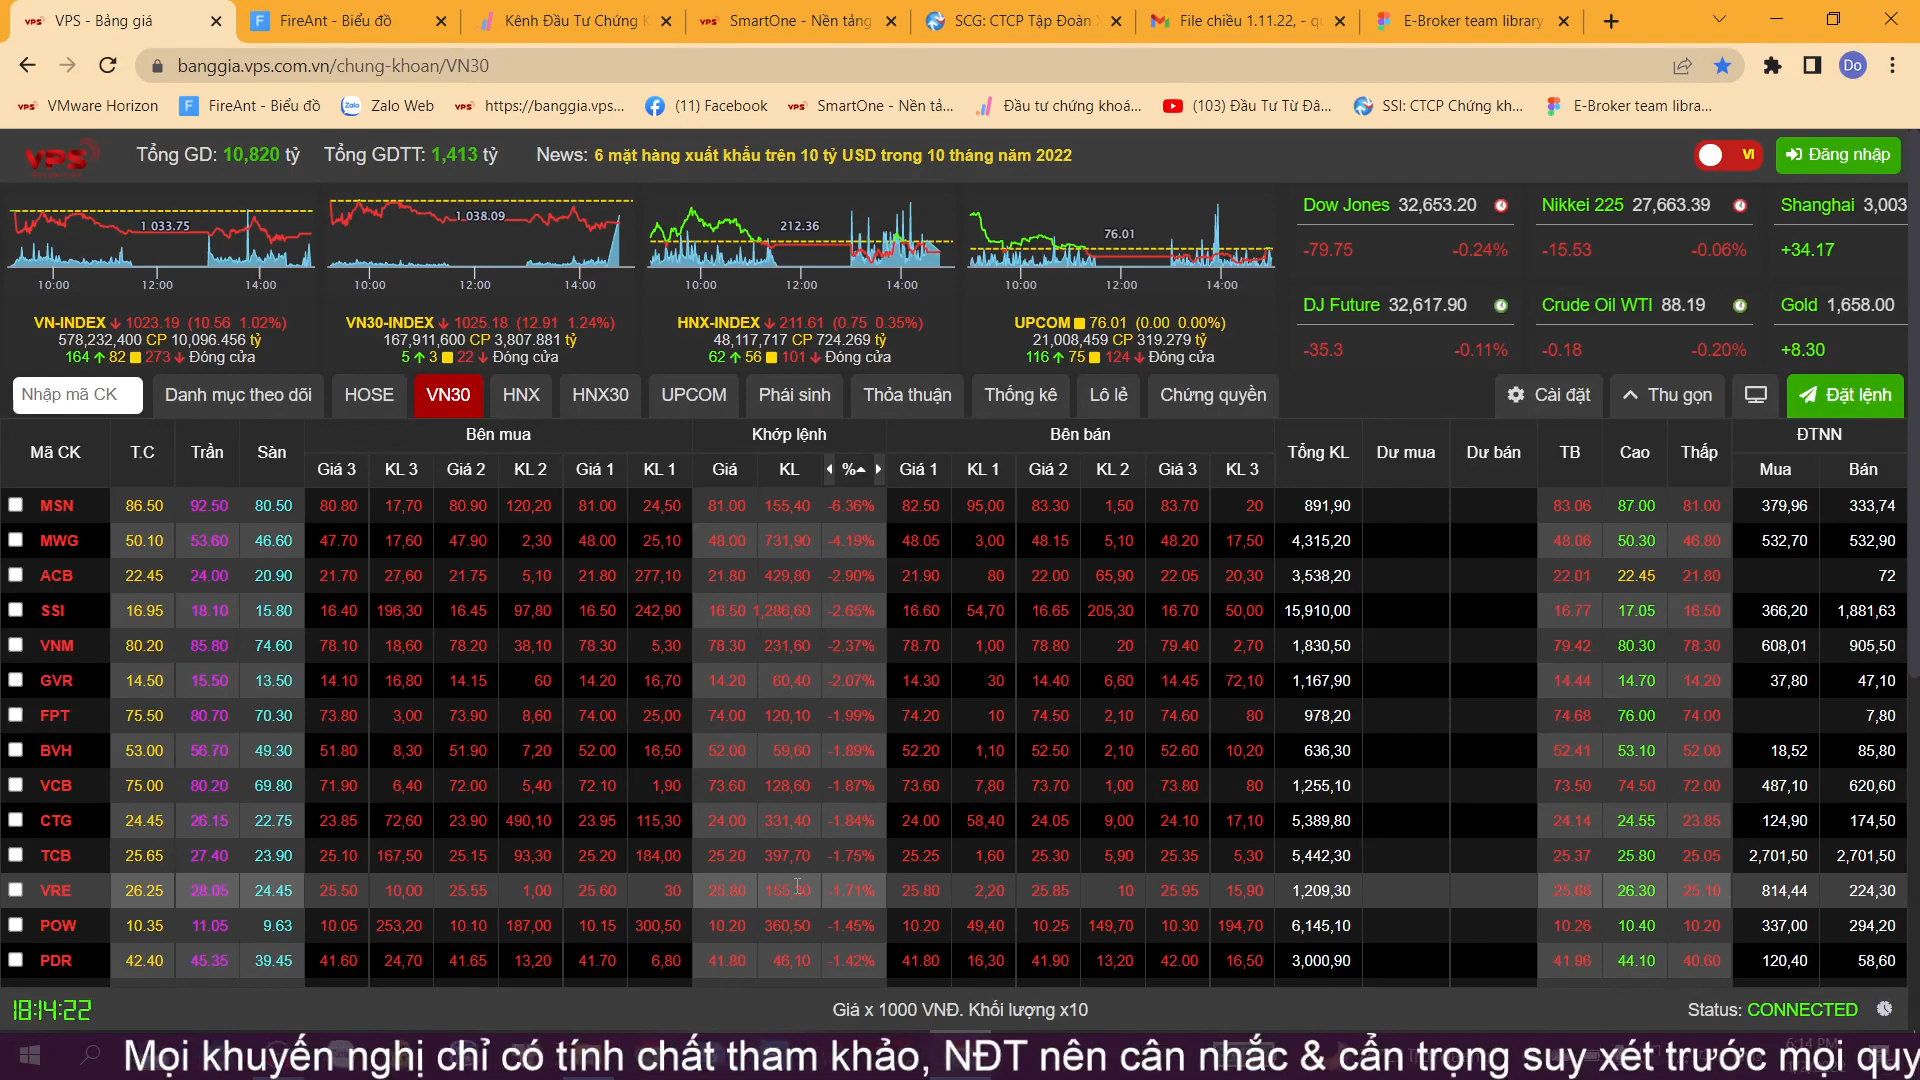 VPS - Bảng giá
FireAnt - Biểu đồ
Kênh Đầu Tư Chứng K
SmartOne - Nền tảng
SCG: CTCP Tập Đoàn
File chiều 1.11.22, - q
E-Broker team library
banggia.vps.com.vn/chung-khoan/VN30
Do
VMware Horizon
FireAnt - Biểu đồ
Zalo Web
https://banggia.vps...
(11) Facebook
SmartOne - Nền tả...
Đầu tư chứng khoá...
(103) Đầu Tư Từ Đâ...
SSI: CTCP Chứng kh...
E-Broker team libra...
VPS
Tổng GD: 10,820 tỷ
Tổng GDTT: 1,413 tỷ
News: 6 mặt hàng xuất khẩu trên 10 tỷ USD trong 10 tháng năm 2022
VI
Đăng nhập
1 033.75
10:00 12:00 14:00
VN-INDEX 1023.19 (10.56 1.02%)
578,232,400 CP 10,096.456 tỷ
164 82 273 Đóng cửa
1 038.09
10:00 12:00 14:00
VN30-INDEX 1025.18 (12.91 1.24%)
167,911,600 CP 3,807.881 tỷ
5 3 22 Đóng cửa
212.36
10:00 12:00 14:00
HNX-INDEX 211.61 (0.75 0.35%)
48,117,717 CP 724.269 tỷ
62 56 101 Đóng cửa
76.01
10:00 12:00 14:00
UPCOM 76.01 (0.00 0.00%)
21,008,459 CP 319.279 tỷ
116 75 124 Đóng cửa
Dow Jones 32,653.20
-79.75 -0.24%
Nikkei 225 27,663.39
-15.53 -0.06%
Shanghai 3,003
+34.17
DJ Future 32,617.90
-35.3 -0.11%
Crude Oil WTI 88.19
-0.18 -0.20%
Gold 1,658.00
+8.30
Nhập mã CK Danh mục theo dõi HOSE VN30 HNX HNX30 UPCOM Phái sinh Thỏa thuận Thống kê Lô lẻ Chứng quyền Cài đặt Thu gọn Đặt lệnh
Mã CK T.C Trần Sàn Bên mua Khớp lệnh Bên bán Tổng KL Dư mua Dư bán TB Cao Thấp ĐTNN
Giá 3 KL 3 Giá 2 KL 2 Giá 1 KL 1 Giá KL % Giá 1 KL 1 Giá 2 KL 2 Giá 3 KL 3 Mua Bán
MSN 86.50 92.50 80.50 80.80 17,70 80.90 120,20 81.00 24,50 81.00 155,40 -6.36% 82.50 95,00 83.30 1,50 83.70 20 891,90 83.06 87.00 81.00 379,96 333,74
MWG 50.10 53.60 46.60 47.70 17,60 47.90 2,30 48.00 25,10 48.00 731,90 -4.19% 48.05 3,00 48.15 5,10 48.20 17,50 4,315,20 48.06 50.30 46.80 532,70 532,90
ACB 22.45 24.00 20.90 21.70 27,60 21.75 5,10 21.80 277,10 21.80 429,80 -2.90% 21.90 80 22.00 65,90 22.05 20,30 3,538,20 22.01 22.45 21.80 72
SSI 16.95 18.10 15.80 16.40 196,30 16.45 97,80 16.50 242,90 16.50 1,286,60 -2.65% 16.60 54,70 16.65 205,30 16.70 50,00 15,910,00 16.77 17.05 16.50 366,20 1,881,63
VNM 80.20 85.80 74.60 78.10 18,60 78.20 38,10 78.30 5,30 78.30 231,60 -2.37% 78.70 1,00 78.80 20 79.40 2,70 1,830,50 79.42 80.30 78.30 608,01 905,50
GVR 14.50 15.50 13.50 14.10 16,80 14.15 60 14.20 16,70 14.20 60,40 -2.07% 14.30 30 14.40 6,60 14.45 72,10 1,167,90 14.44 14.70 14.20 37,80 47,10
FPT 75.50 80.70 70.30 73.80 3,00 73.90 8,60 74.00 25,00 74.00 120,10 -1.99% 74.20 10 74.50 2,10 74.60 80 978,20 74.68 76.00 74.00 7,80
BVH 53.00 56.70 49.30 51.80 8,30 51.90 7,20 52.00 16,50 52.00 59,60 -1.89% 52.20 1,10 52.50 2,10 52.60 10,20 636,30 52.41 53.10 52.00 18,52 85,80
VCB 75.00 80.20 69.80 71.90 6,40 72.00 5,40 72.10 1,90 73.60 128,60 -1.87% 73.60 7,80 73.70 1,00 73.80 80 1,255,10 73.50 74.50 72.00 487,10 620,60
CTG 24.45 26.15 22.75 23.85 72,60 23.90 490,10 23.95 115,30 24.00 331,40 -1.84% 24.00 58,40 24.05 9,00 24.10 17,10 5,389,80 24.14 24.55 23.85 124,90 174,50
TCB 25.65 27.40 23.90 25.10 167,50 25.15 93,30 25.20 184,00 25.20 397,70 -1.75% 25.25 1,60 25.30 5,90 25.35 5,30 5,442,30 25.37 25.80 25.05 2,701,50 2,701,50
VRE 26.25 28.05 24.45 25.50 10,00 25.55 1,00 25.60 30 25.80 -1.71% 25.80 2,20 25.85 10 25.95 15,90 1,209,30 25.66 26.30 25.10 814,44 224,30
POW 10.35 11.05 9.63 10.05 253,20 10.10 187,00 10.15 300,50 10.20 360,50 -1.45% 10.20 49,40 10.25 149,70 10.30 194,70 6,145,10 10.26 10.40 10.20 337,00 294,20
PDR 42.40 45.35 39.45 41.60 24,70 41.65 13,20 41.70 6,80 41.80 46,10 -1.42% 41.80 16,30 41.90 13,20 42.00 16,50 3,000,90 41.96 44.10 40.60 120,40 58,60
18:14:22
Giá x 1000 VNĐ. Khối lượng x10
Status: CONNECTED
Mọi khuyến nghị chỉ có tính chất tham khảo, NĐT nên cân nhắc & cẩn trọng suy xét trước mọi quy